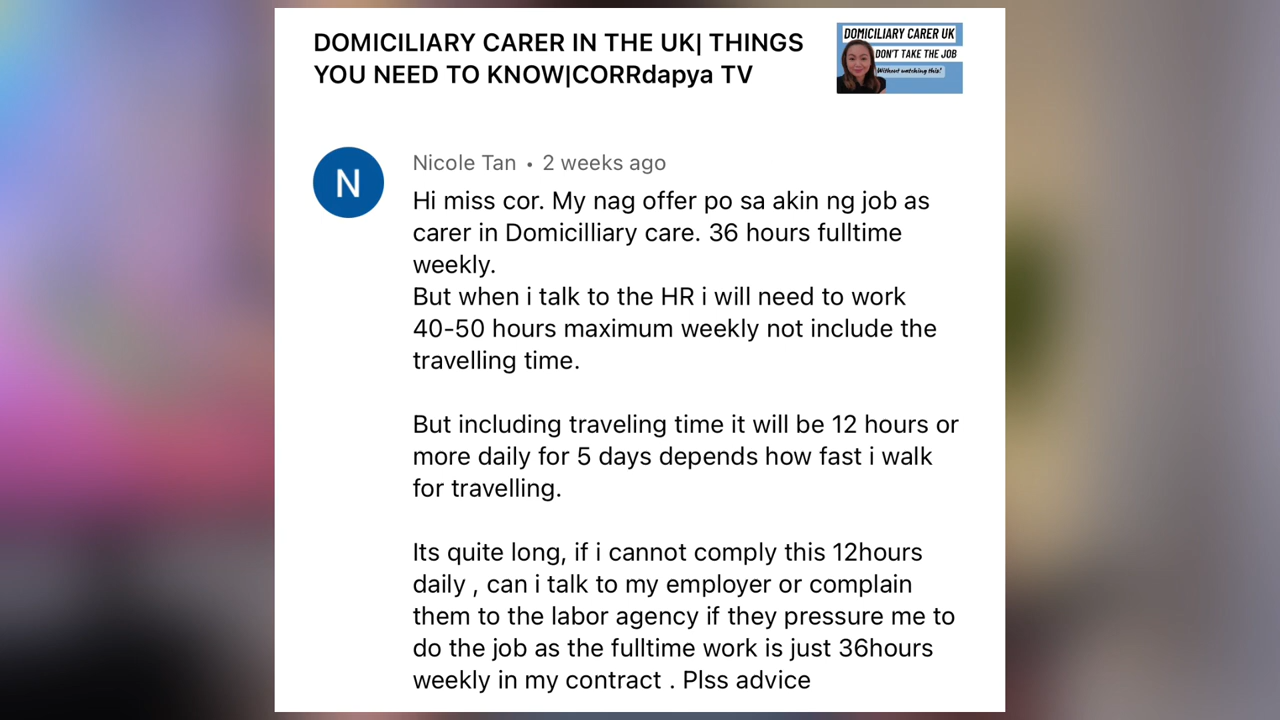 DOMICILIARY CARER IN THE UK| THINGS
YOU NEED TO KNOW|CORRdapya TV
DOMICILIARY CARER UK
DON'T TAKE THE JOB
Without watching this!
N
Nicole Tan • 2 weeks ago
Hi miss cor. My nag offer po sa akin ng job as
carer in Domicilliary care. 36 hours fulltime
weekly.
But when i talk to the HR i will need to work
40-50 hours maximum weekly not include the
travelling time.
But including traveling time it will be 12 hours or
more daily for 5 days depends how fast i walk
for travelling.
Its quite long, if i cannot comply this 12hours
daily , can i talk to my employer or complain
them to the labor agency if they pressure me to
do the job as the fulltime work is just 36hours
weekly in my contract . Plss advice